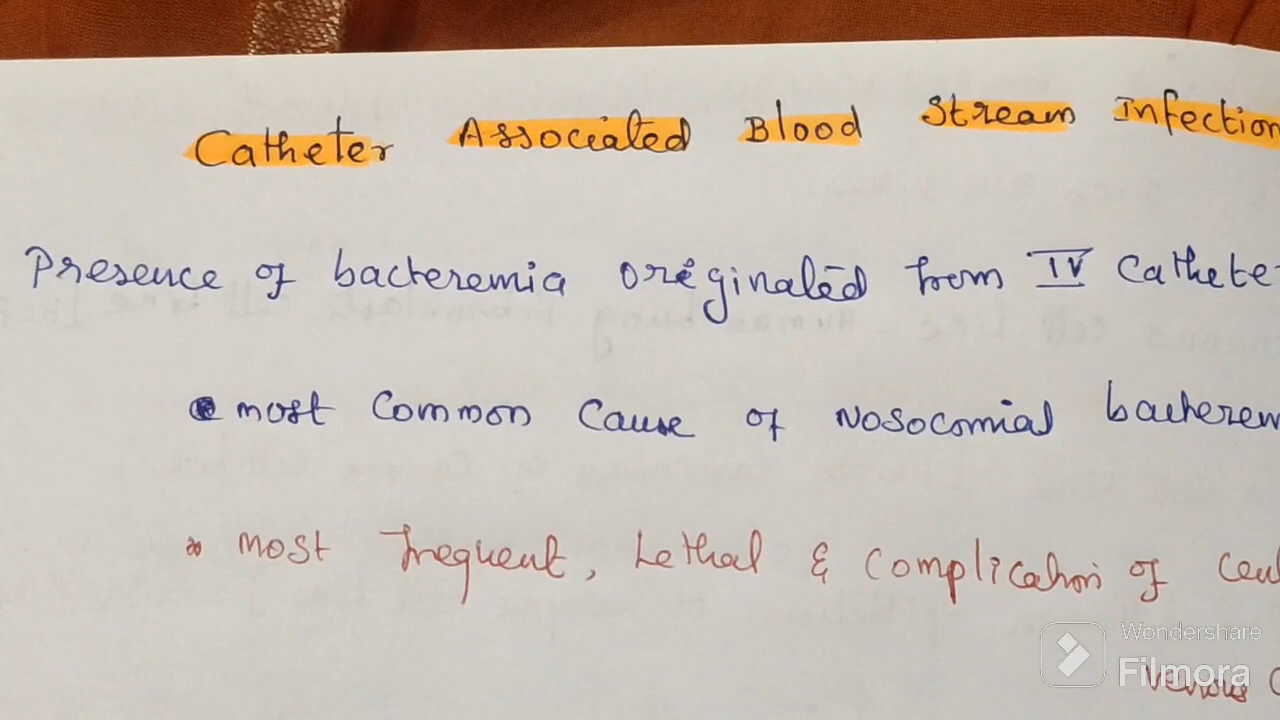 Catheter Associated Blood Stream Infection
Presence of bacteremia originated from IV Cathete
most common cause of Nosocomial bacterem
* most frequent, Lethal & complication of cen
venous C
Wondershare
Filmora